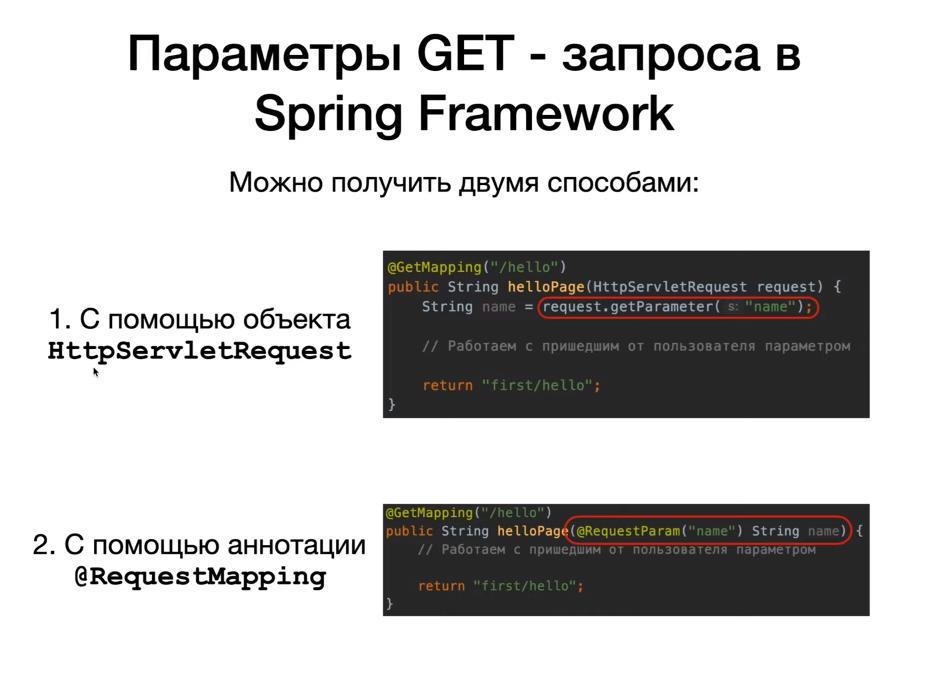 Параметры GET - запроса в
Spring Framework
Можно получить двумя способами:
1. С помощью объекта
HttpServletRequest
@GetMapping("/hello")
public String helloPage(HttpServletRequest request) {
    String name = request.getParameter( s: "name");
    // Работаем с пришедшим от пользователя параметром
    return "first/hello";
}
2. С помощью аннотации
@RequestMapping
@GetMapping("/hello")
public String helloPage(@RequestParam("name") String name) {
    // Работаем с пришедшим от пользователя параметром
    return "first/hello";
}